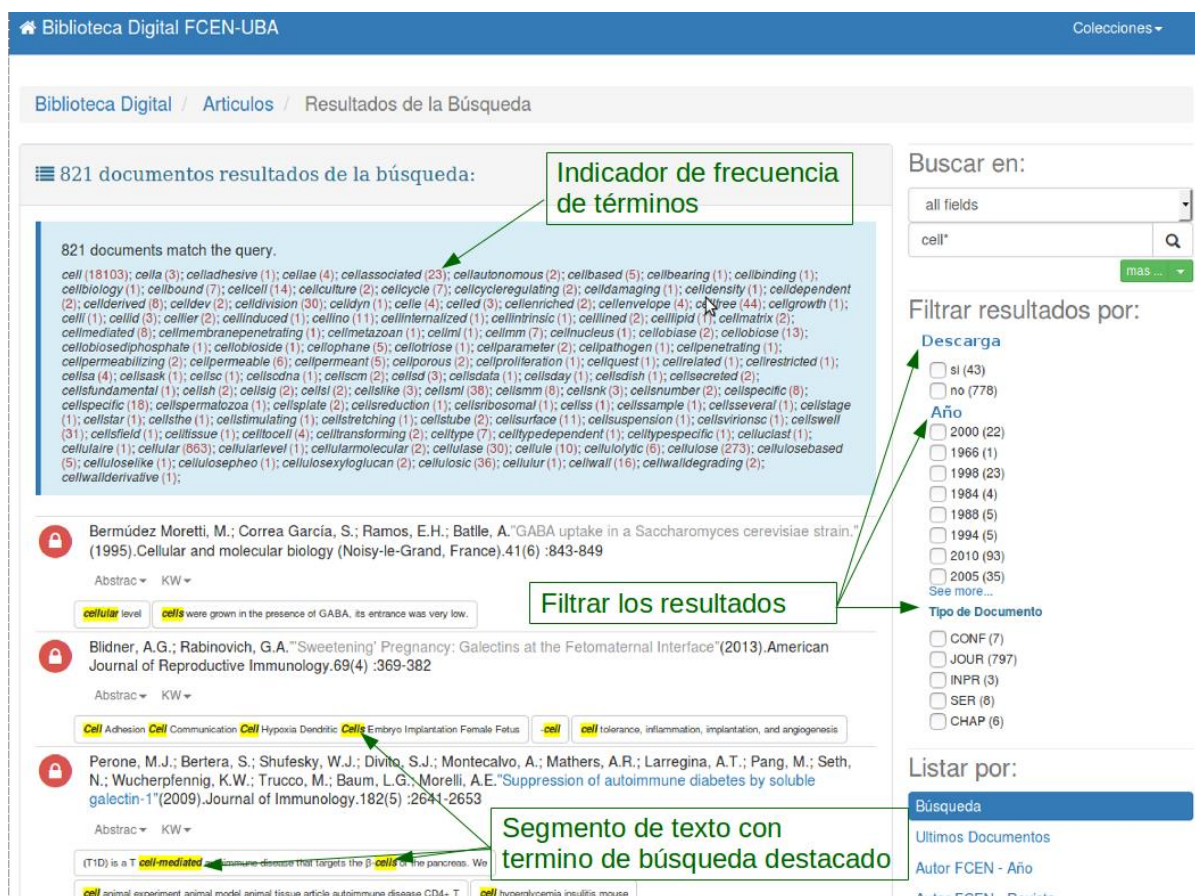 Biblioteca Digital FCEN-UBA
Colecciones
Biblioteca Digital / Articulos / Resultados de la Búsqueda
821 documentos resultados de la búsqueda:
Indicador de frecuencia
de términos
821 documents match the query.
cell (18103); cella (3); celladhesive (1); cellae (4); cellassociated (23); cellautonomous (2); cellbased (5); cellbearing (1); cellbinding (1);
cellbiology (1); cellbound (7); cellcell (14); cellculture (2); cellcycle (7); cellcycleregulating (2); celldamaging (1); celldensity (1); celldependent
(2); cellderived (8); celldev (2); celldivision (30); celldyn (1); celle (4); celled (3); cellenriched (2); cellenvelope (4); cellfree (44); cellgrowth (1);
celli (1); cellid (3); cellier (2); cellinduced (1); cellino (11); cellinternalized (1); cellintrinsic (1); celllined (2); celllipid (1); cellmatrix (2);
cellmediated (8); cellmembranepenetrating (1); cellmetazoan (1); cellml (1); cellmm (7); cellnucleus (1); cellobiase (2); cellobiose (13);
cellobiosediphosphate (1); cellobioside (1); cellophane (5); cellotriose (1); cellparameter (2); cellpathogen (1); cellpenetrating (1);
cellpermeabilizing (2); cellpermeable (6); cellpermeant (5); cellporous (2); cellproliferation (1); cellquest (1); cellrelated (1); cellrestricted (1);
cellsa (4); cellsask (1); cellsc (1); cellscdna (1); cellscm (2); cellsd (3); cellsdata (1); cellsday (1); cellsdish (1); cellsecreted (2);
cellsfundamental (1); cellsh (2); cellsig (2); cellsl (2); cellslike (3); cellsml (38); cellsmm (8); cellsnk (3); cellsnumber (2); cellspecific (8);
cellspecific (18); cellspermatozoa (1); cellsplate (2); cellsreduction (1); cellsribosomal (1); cellss (1); cellssample (1); cellsseveral (1); cellstage
(1); cellstar (1); cellsthe (1); cellstimulating (1); cellstretching (1); cellstube (2); cellsurface (11); cellsuspension (1); cellsvirionsc (1); cellswell
(31); cellsfield (1); celltissue (1); celltocell (4); celltransforming (2); celltype (7); celltypedependent (1); celltypespecific (1); celluclast (1);
cellulaire (1); cellular (863); cellularlevel (1); cellularmolecular (2); cellulase (30); cellule (10); cellulolytic (6); cellulose (273); cellulosebased
(5); celluloselike (1); cellulosepheo (1); cellulosexyloglucan (2); cellulosic (36); cellulur (1); cellwall (16); cellwalldegrading (2);
cellwallderivative (1);
Bermúdez Moretti, M.; Correa García, S.; Ramos, E.H.; Batlle, A."GABA uptake in a Saccharomyces cerevisiae strain."
(1995).Cellular and molecular biology (Noisy-le-Grand, France).41(6) :843-849
Abstrac KW
cellular level cells were grown in the presence of GABA, its entrance was very low.
Blidner, A.G.; Rabinovich, G.A."'Sweetening' Pregnancy: Galectins at the Fetomaternal Interface"(2013).American
Journal of Reproductive Immunology.69(4) :369-382
Abstrac KW
Cell Adhesion Cell Communication Cell Hypoxia Dendritic Cells Embryo Implantation Female Fetus -cell cell tolerance, inflammation, implantation, and angiogenesis
Perone, M.J.; Bertera, S.; Shufesky, W.J.; Divito, S.J.; Montecalvo, A.; Mathers, A.R.; Larregina, A.T.; Pang, M.; Seth,
N.; Wucherpfennig, K.W.; Trucco, M.; Baum, L.G.; Morelli, A.E."Suppression of autoimmune diabetes by soluble
galectin-1"(2009).Journal of Immunology.182(5) :2641-2653
Abstrac KW
Segmento de texto con
termino de búsqueda destacado
(T1D) is a T cell-mediated autoimmune disease that targets the β-cells of the pancreas. We
cell animal experiment animal model animal tissue article autoimmune disease CD4+ T cell hyperglycemia insulitis mouse
Buscar en:
all fields
cell*
mas ...
Filtrar resultados por:
Descarga
si (43)
no (778)
Año
2000 (22)
1966 (1)
1998 (23)
1984 (4)
1988 (5)
1994 (5)
2010 (93)
2005 (35)
See more...
Filtrar los resultados
Tipo de Documento
CONF (7)
JOUR (797)
INPR (3)
SER (8)
CHAP (6)
Listar por:
Búsqueda
Ultimos Documentos
Autor FCEN - Año
Autor FCEN - Revista